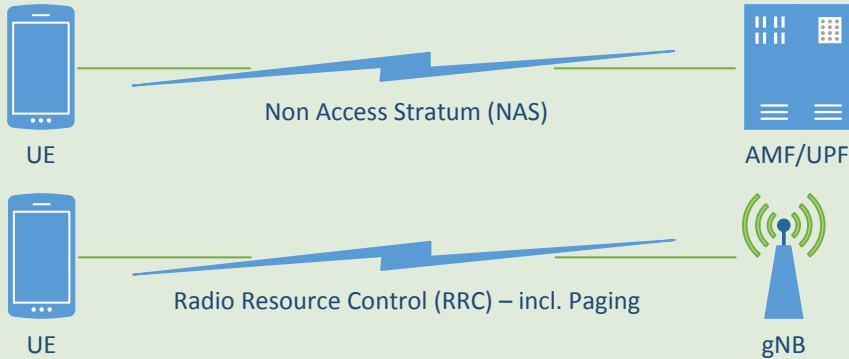 Non Access Stratum (NAS)
UE
AMF/UPF
Radio Resource Control (RRC) – incl. Paging
UE
gNB